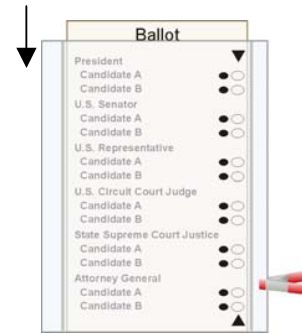 Ballot
President
Candidate A
Candidate B
U.S. Senator
Candidate A
Candidate B
U.S. Representative
Candidate A
Candidate B
U.S. Circuit Court Judge
Candidate A
Candidate B
State Supreme Court Justice
Candidate A
Candidate B
Attorney General
Candidate A
Candidate B